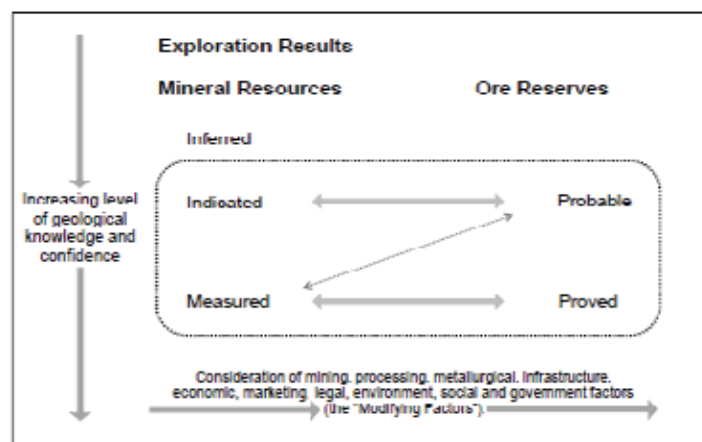 Exploration Results
Mineral Resources Ore Reserves
Inferred
Increasing level
of geological
knowledge and
confidence
Indicated Probable
Measured Proved
Consideration of mining, processing, metallurgical, infrastructure,
economic, marketing, legal, environment, social and government factors
(the "Modifying Factors").